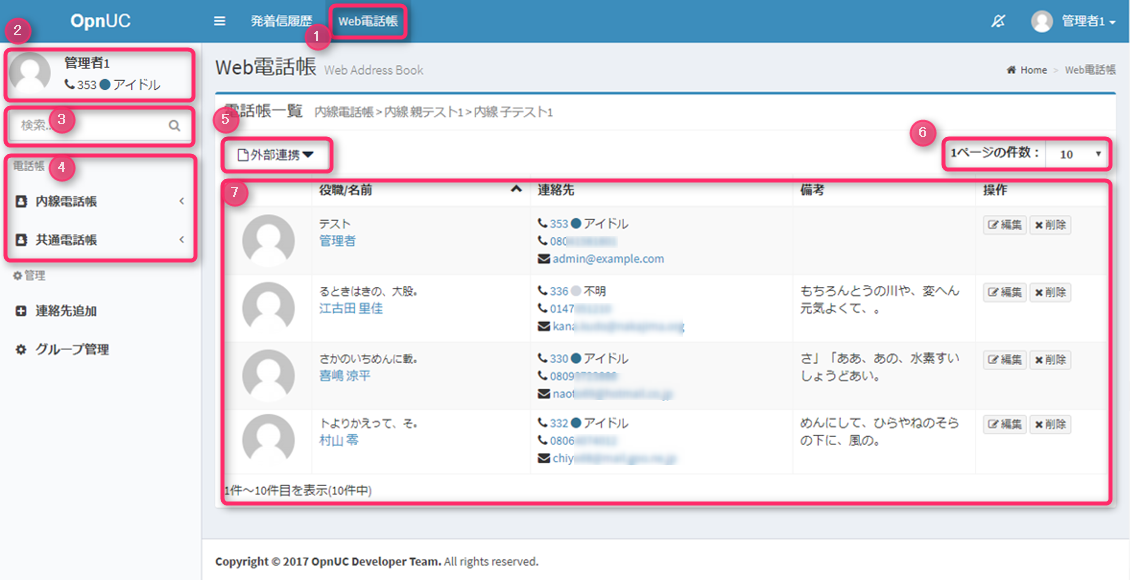 OpnUC
発着信履歴
Web電話帳
管理者1
1
2
管理者1
353 アイドル
3
検索...
4
電話帳
内線電話帳
共通電話帳
管理
連絡先追加
グループ管理
Web電話帳 Web Address Book
Home > Web電話帳
電話帳一覧 内線電話帳>内線 親テスト1>内線 子テスト1
5
外部連携
6
1ページの件数： 10
7
役職/名前 連絡先 備考 操作
テスト
管理者
353 アイドル
080
admin@example.com
編集 削除
るときはきの、大股。
江古田 里佳
336 不明
0147
kana
もちろんとうの川や、変へん
元気よくて、。
編集 削除
さかのいちめんに載。
喜嶋 涼平
330 アイドル
0809
naot
さ」「ああ、あの、水素すい
しょうどあい。
編集 削除
トよりかえって、そ。
村山 零
332 アイドル
0806
chiy
めんにして、ひらやねのそら
の下に、風の。
編集 削除
1件～10件目を表示(10件中)
Copyright © 2017 OpnUC Developer Team. All rights reserved.